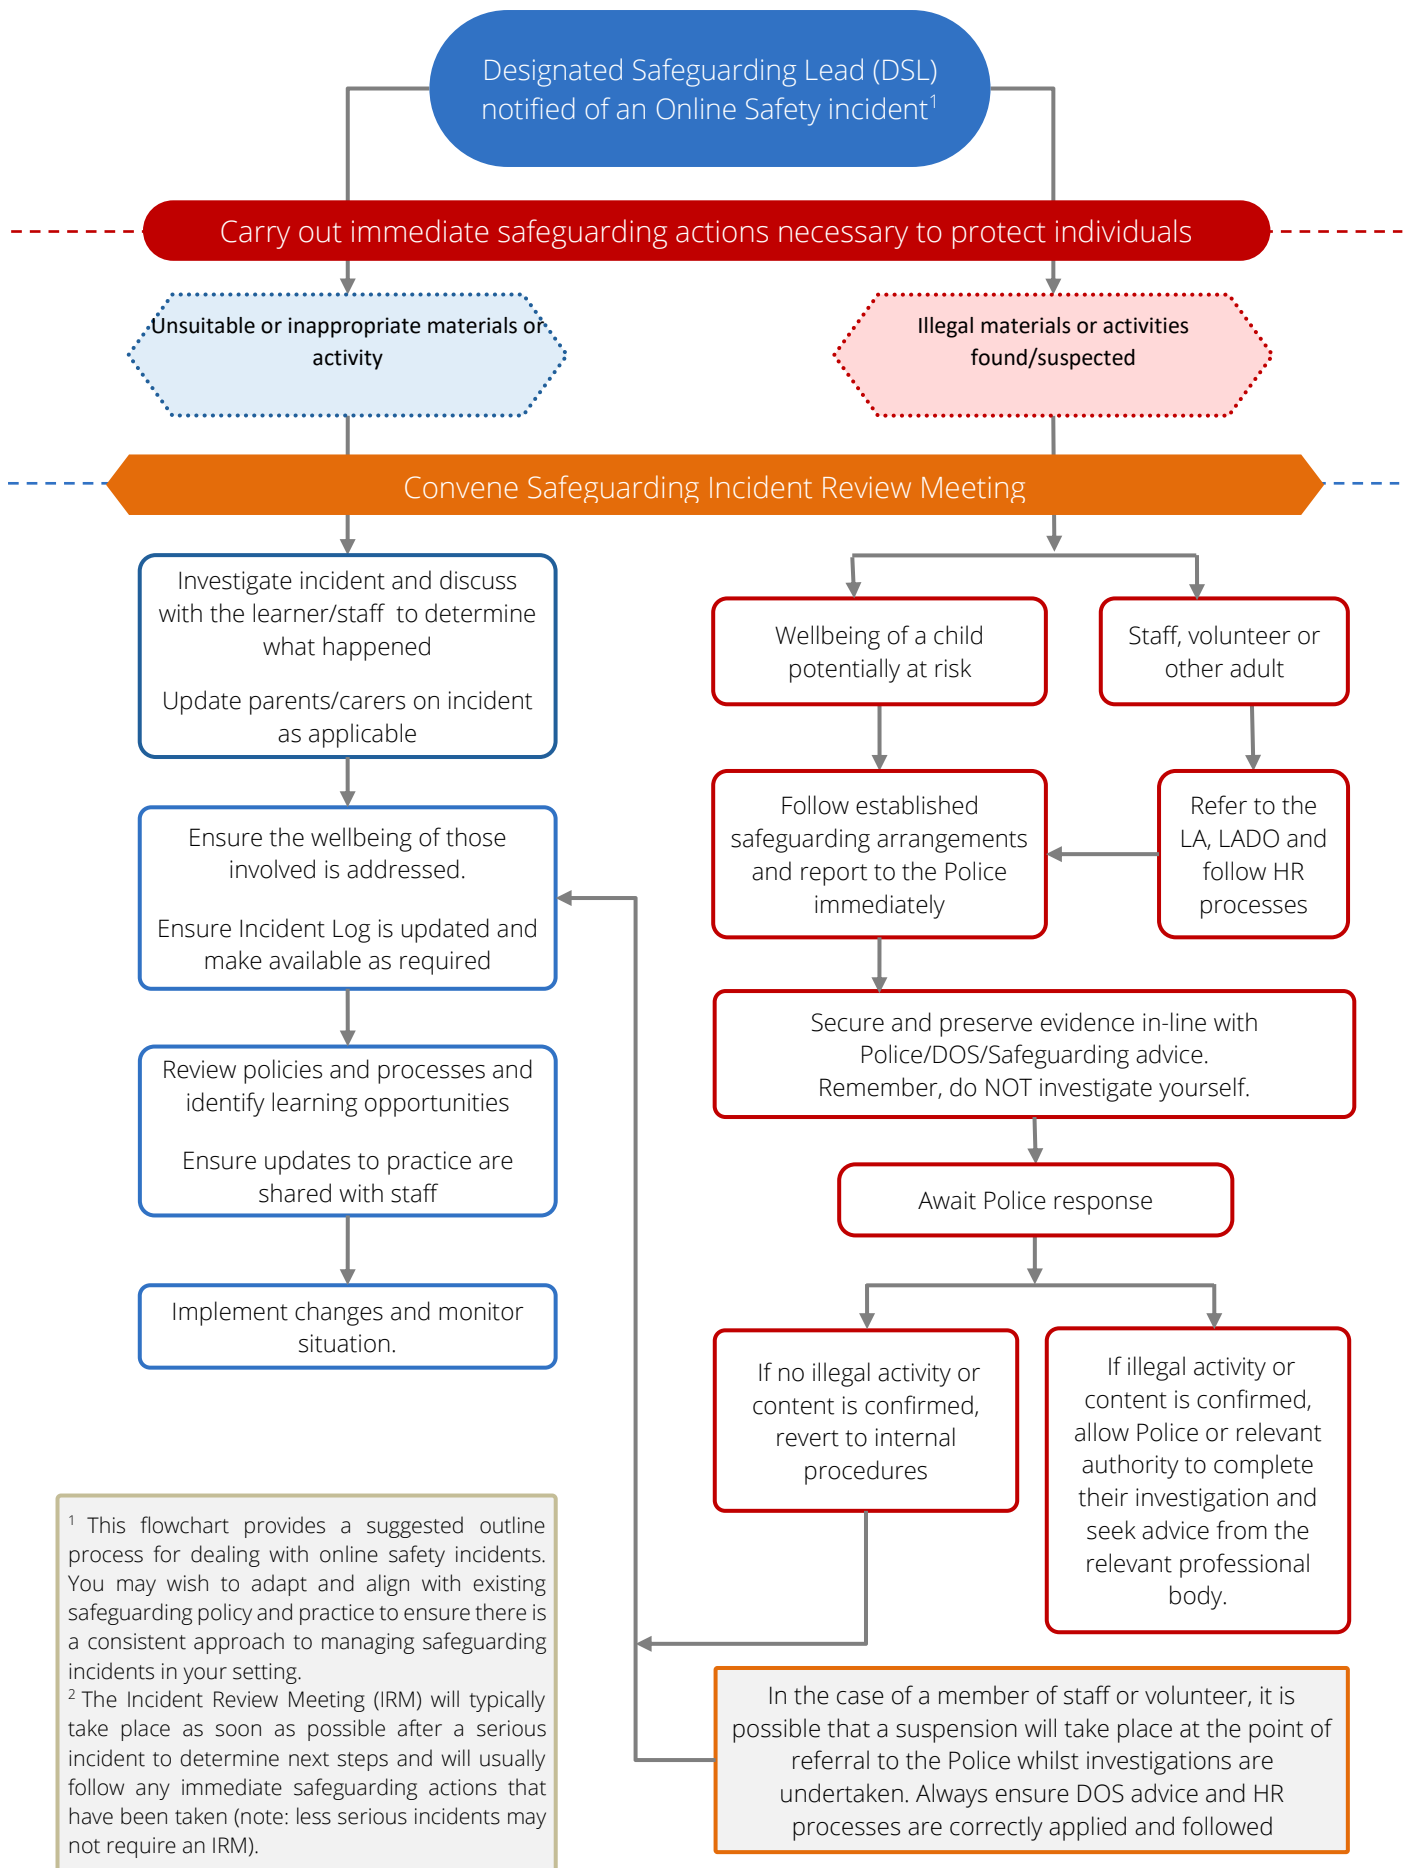 Designated Safeguarding Lead (DSL)
notified of an Online Safety incident¹
Carry out immediate safeguarding actions necessary to protect individuals
Unsuitable or inappropriate materials or
activity
Illegal materials or activities
found/suspected
Convene Safeguarding Incident Review Meeting
Investigate incident and discuss
with the learner/staff to determine
what happened
Update parents/carers on incident
as applicable
Ensure the wellbeing of those
involved is addressed.
Ensure Incident Log is updated and
make available as required
Review policies and processes and
identify learning opportunities
Ensure updates to practice are
shared with staff
Implement changes and monitor
situation.
Wellbeing of a child
potentially at risk
Staff, volunteer or
other adult
Follow established
safeguarding arrangements
and report to the Police
immediately
Refer to the
LA, LADO and
follow HR
processes
Secure and preserve evidence in-line with
Police/DOS/Safeguarding advice.
Remember, do NOT investigate yourself.
Await Police response
If no illegal activity or
content is confirmed,
revert to internal
procedures
If illegal activity or
content is confirmed,
allow Police or relevant
authority to complete
their investigation and
seek advice from the
relevant professional
body.
¹ This flowchart provides a suggested outline
process for dealing with online safety incidents.
You may wish to adapt and align with existing
safeguarding policy and practice to ensure there is
a consistent approach to managing safeguarding
incidents in your setting.
² The Incident Review Meeting (IRM) will typically
take place as soon as possible after a serious
incident to determine next steps and will usually
follow any immediate safeguarding actions that
have been taken (note: less serious incidents may
not require an IRM).
In the case of a member of staff or volunteer, it is
possible that a suspension will take place at the point of
referral to the Police whilst investigations are
undertaken. Always ensure DOS advice and HR
processes are correctly applied and followed